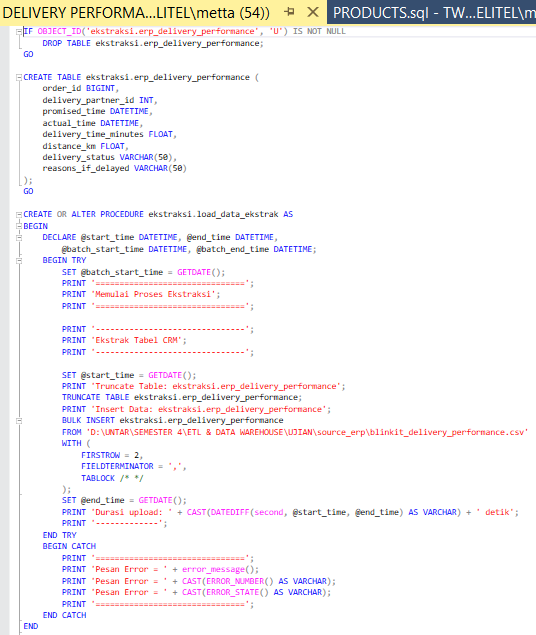 DELIVERY PERFORMA...LITEL\metta (54))
PRODUCTS.sql - TW...ELITEL\m
IF OBJECT_ID('ekstraksi.erp_delivery_performance', 'U') IS NOT NULL
DROP TABLE ekstraksi.erp_delivery_performance;
GO
CREATE TABLE ekstraksi.erp_delivery_performance (
order_id BIGINT,
delivery_partner_id INT,
promised_time DATETIME,
actual_time DATETIME,
delivery_time_minutes FLOAT,
distance_km FLOAT,
delivery_status VARCHAR(50),
reasons_if_delayed VARCHAR(50)
);
GO
CREATE OR ALTER PROCEDURE ekstraksi.load_data_ekstrak AS
BEGIN
DECLARE @start_time DATETIME, @end_time DATETIME,
@batch_start_time DATETIME, @batch_end_time DATETIME;
BEGIN TRY
SET @batch_start_time = GETDATE();
PRINT '==============================';
PRINT 'Memulai Proses Ekstraksi';
PRINT '==============================';
PRINT '------------------------------';
PRINT 'Ekstrak Tabel CRM';
PRINT '------------------------------';
SET @start_time = GETDATE();
PRINT 'Truncate Table: ekstraksi.erp_delivery_performance';
TRUNCATE TABLE ekstraksi.erp_delivery_performance;
PRINT 'Insert Data: ekstraksi.erp_delivery_performance';
BULK INSERT ekstraksi.erp_delivery_performance
FROM 'D:\UNTAR\SEMESTER 4\ETL & DATA WAREHOUSE\UJIAN\source_erp\blinkit_delivery_performance.csv'
WITH (
FIRSTROW = 2,
FIELDTERMINATOR = ',',
TABLOCK /* */
);
SET @end_time = GETDATE();
PRINT 'Durasi upload: ' + CAST(DATEDIFF(second, @start_time, @end_time) AS VARCHAR) + ' detik';
PRINT '-------------';
END TRY
BEGIN CATCH
PRINT '==============================';
PRINT 'Pesan Error = ' + error_message();
PRINT 'Pesan Error = ' + CAST(ERROR_NUMBER() AS VARCHAR);
PRINT 'Pesan Error = ' + CAST(ERROR_STATE() AS VARCHAR);
PRINT '==============================';
END CATCH
END